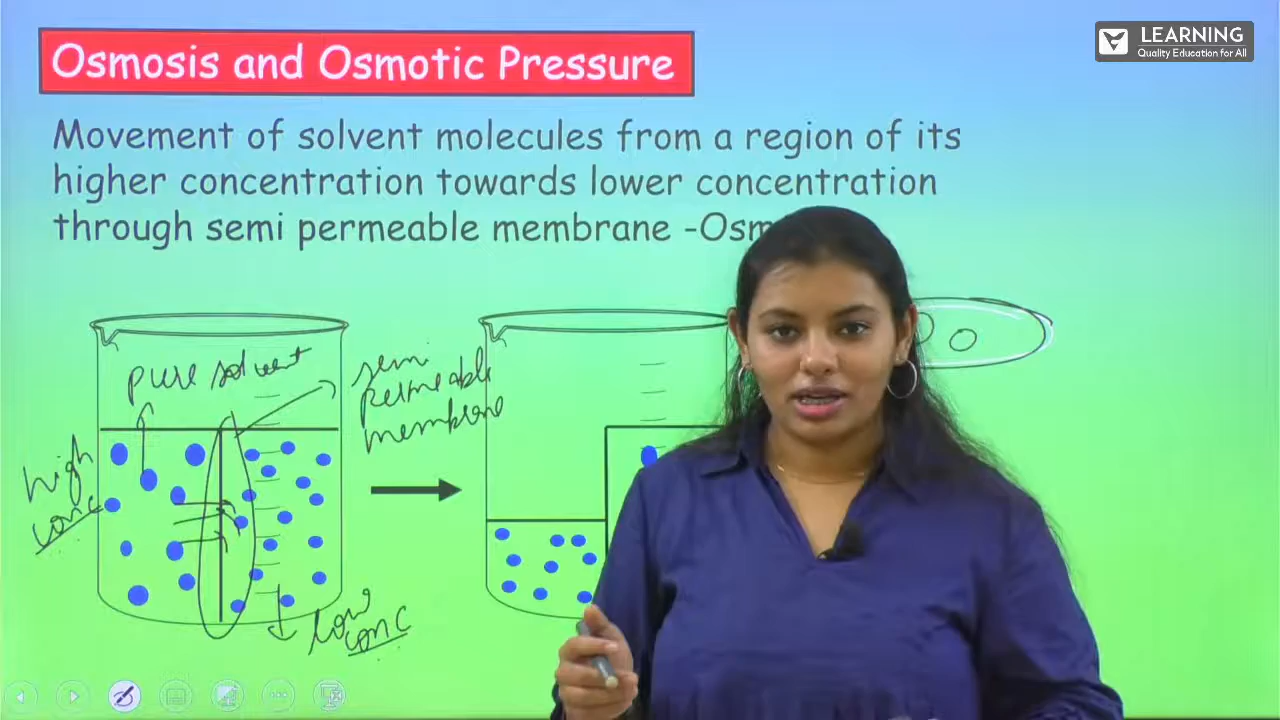 LEARNING
Quality Education for All
Osmosis and Osmotic Pressure
Movement of solvent molecules from a region of its
higher concentration towards lower concentration
through semi permeable membrane -Osm
pure solvent
semi
permeable
membrane
high
conc
low
conc